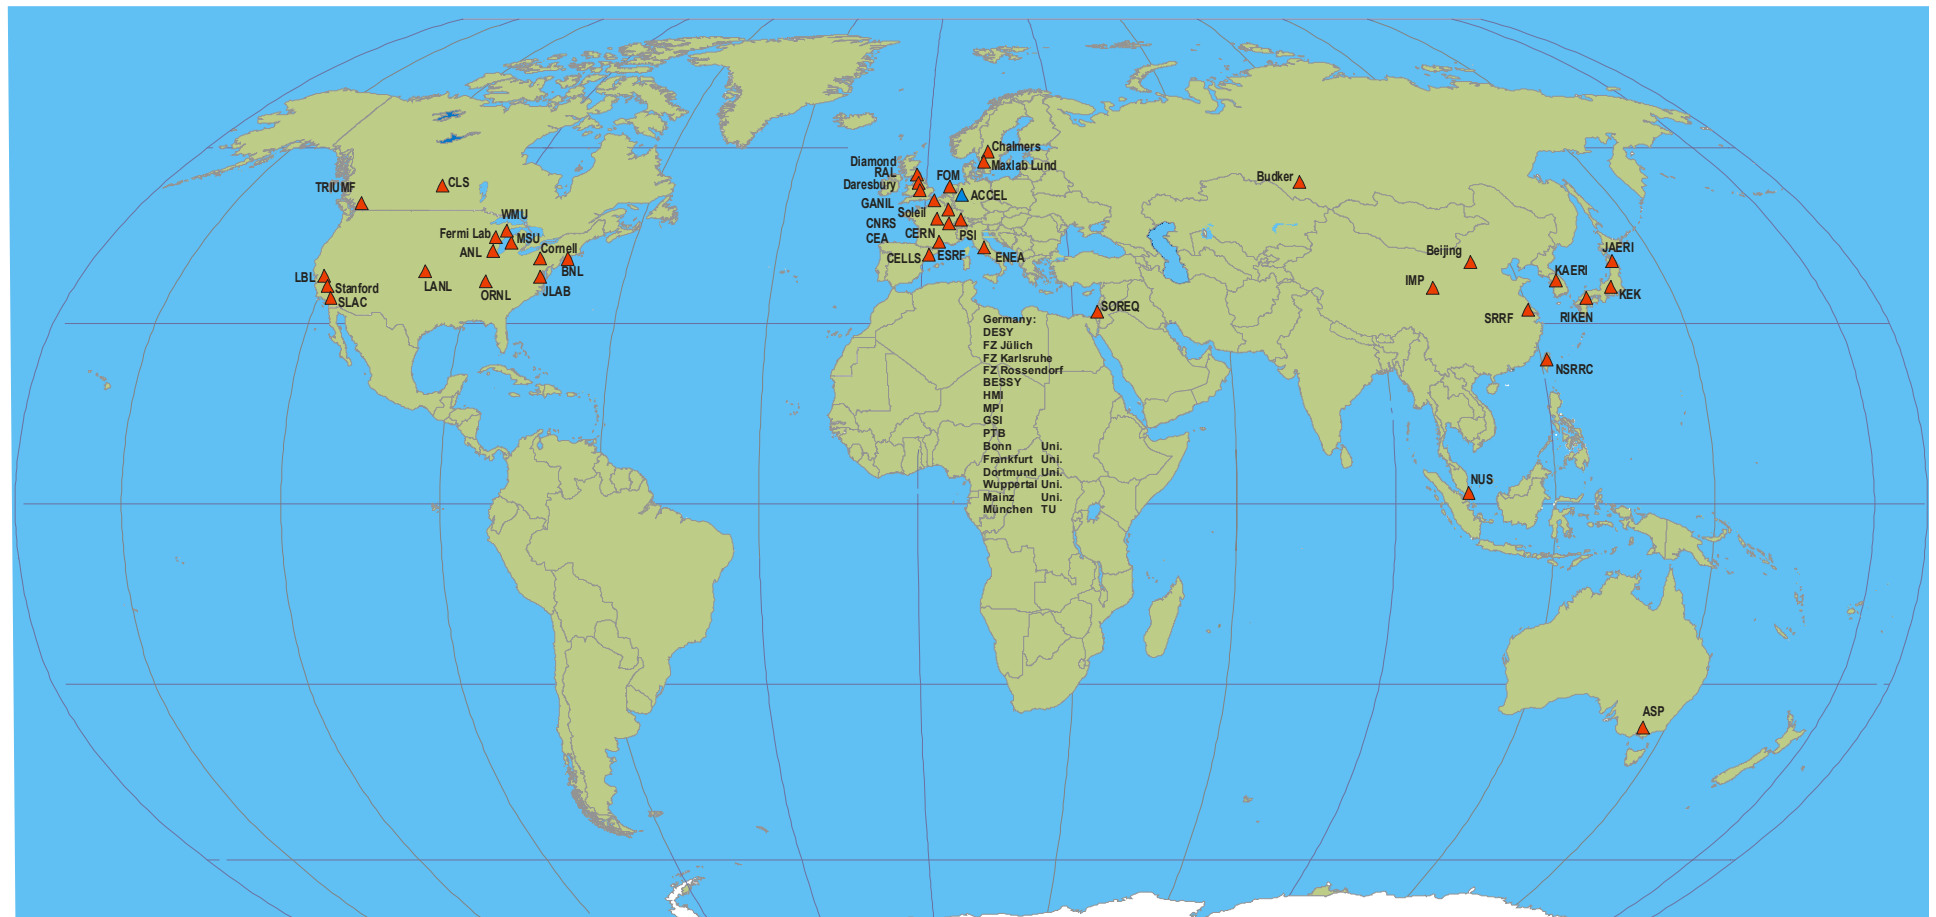 TRIUMF
CLS
WMU
Fermi Lab
MSU
ANL
Cornell
BNL
LBL
Stanford
SLAC
LANL
ORNL
JLAB
Chalmers
Maxlab Lund
Diamond
RAL
Daresbury
FOM
ACCEL
GANIL
Soleil
CNRS
CEA
CERN
PSI
CELLS
ESRF
ENEA
SOREQ
Germany:
DESY
FZ Jülich
FZ Karlsruhe
FZ Rossendorf
BESSY
HMI
MPI
GSI
PTB
Bonn Uni.
Frankfurt Uni.
Dortmund Uni.
Wuppertal Uni.
Mainz Uni.
München TU
Budker
Beijing
IMP
JAERI
KAERI
KEK
RIKEN
SRRF
NSRRC
NUS
ASP